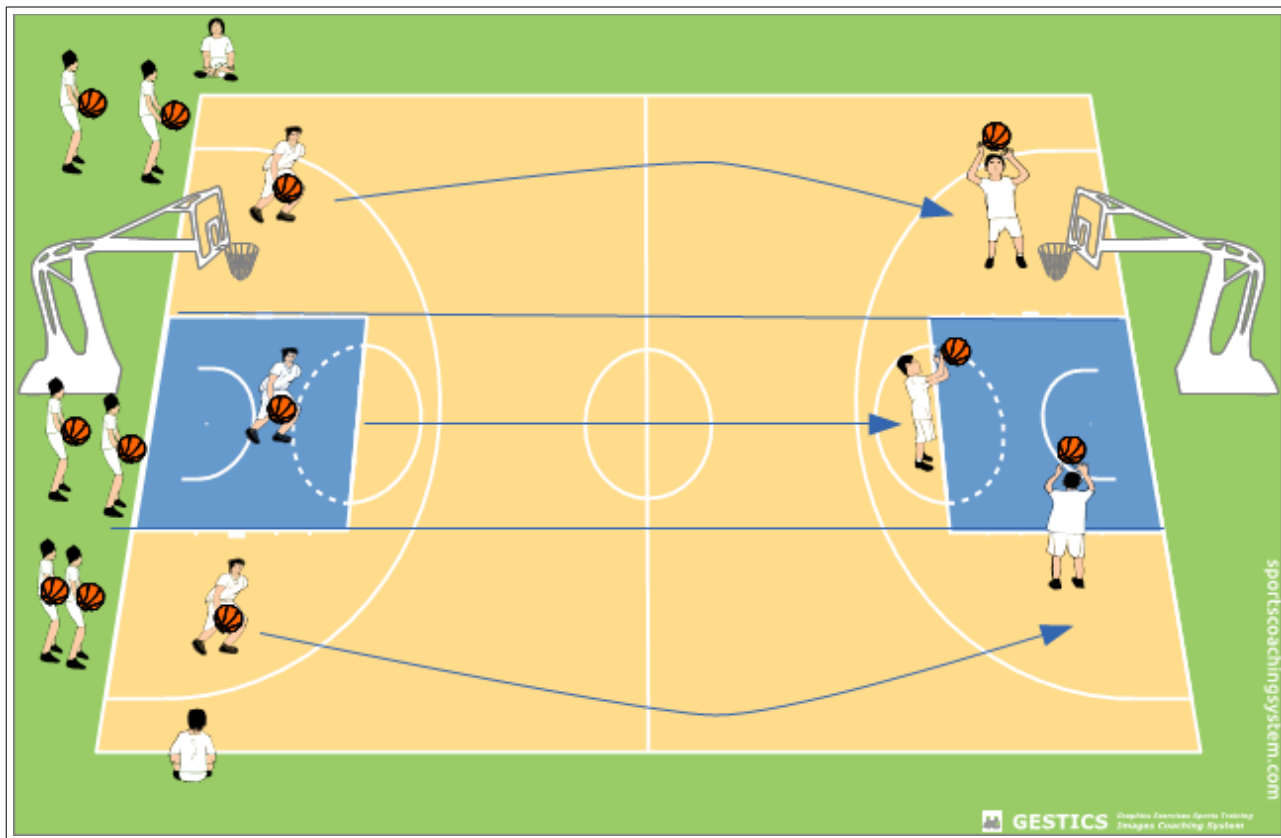 sportscoachingsystem.com
GESTICS
Graphics Exercises Sports Training
Images Coaching System